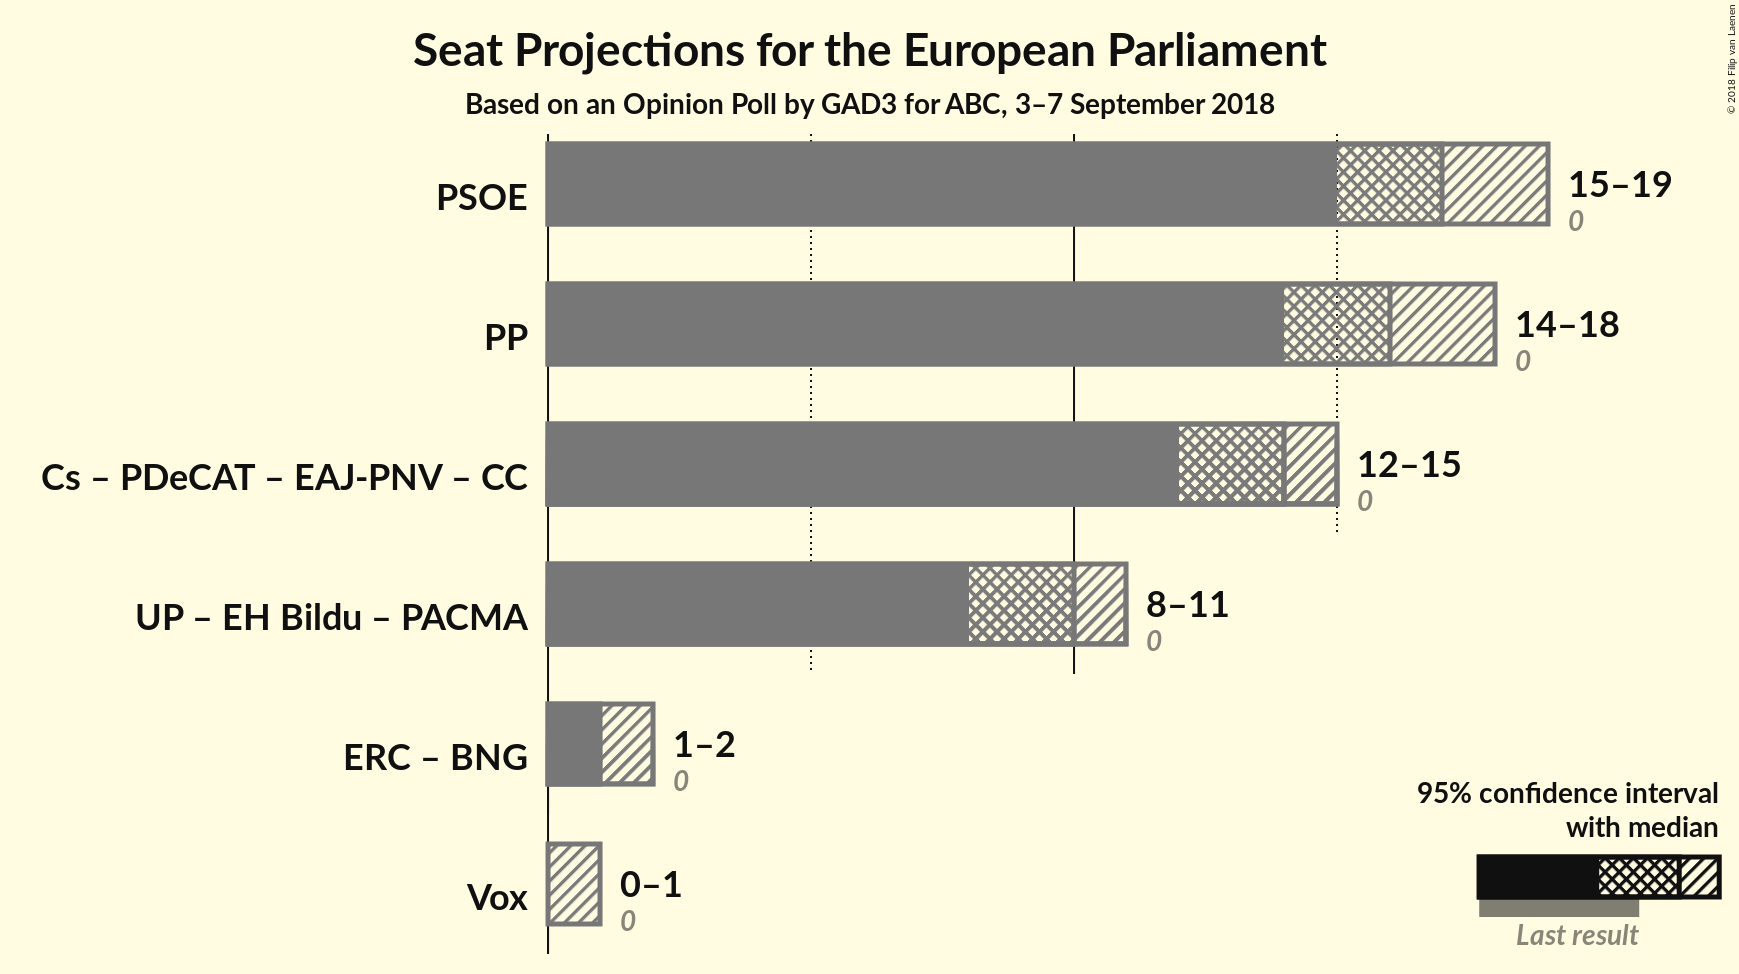 Seat Projections for the European Parliament
Based on an Opinion Poll by GAD3 for ABC, 3–7 September 2018
© 2018 Filip van Laenen
PSOE
15–19
0
PP
14–18
0
Cs – PDeCAT – EAJ-PNV – CC
12–15
0
UP – EH Bildu – PACMA
8–11
0
ERC – BNG
1–2
0
Vox
0–1
0
95% confidence interval
with median
Last result